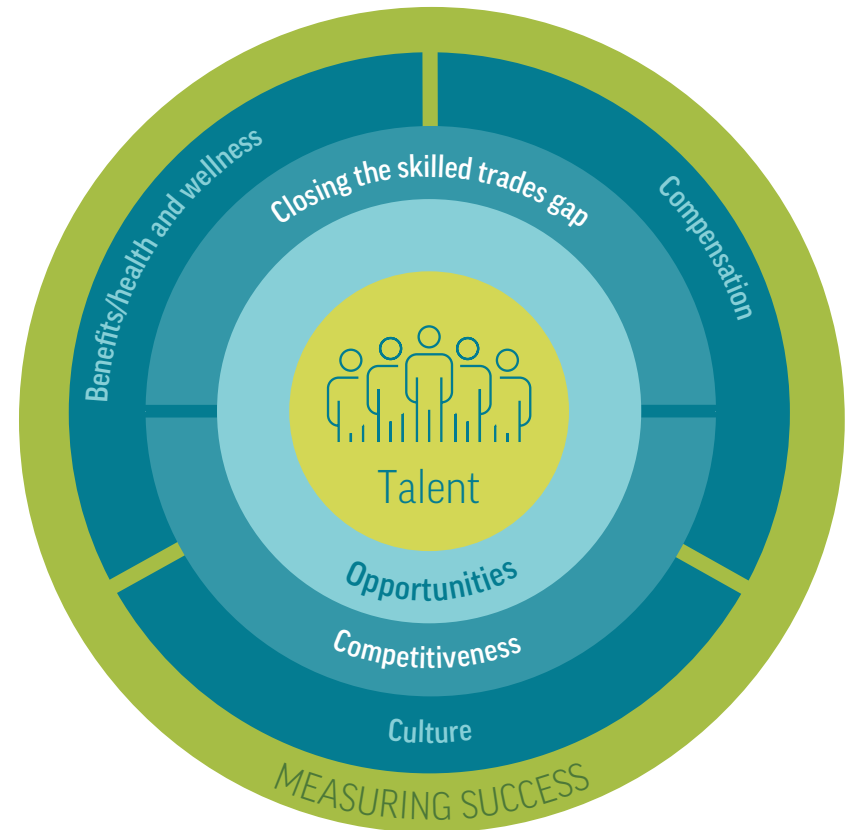 Benefits/health and wellness
Closing the skilled trades gap
Compensation
Talent
Opportunities
Competitiveness
Culture
MEASURING SUCCESS